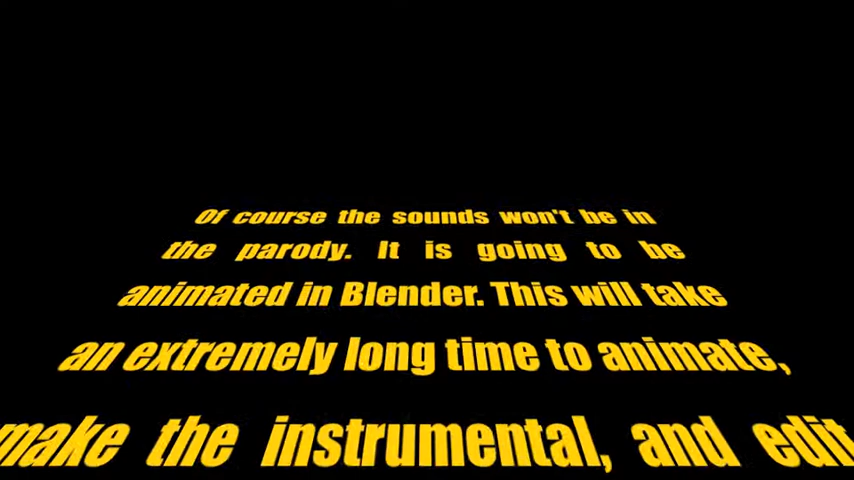 Of course the sounds won't be in
the parody. It is going to be
animated in Blender. This will take
an extremely long time to animate,
make the instrumental, and edit